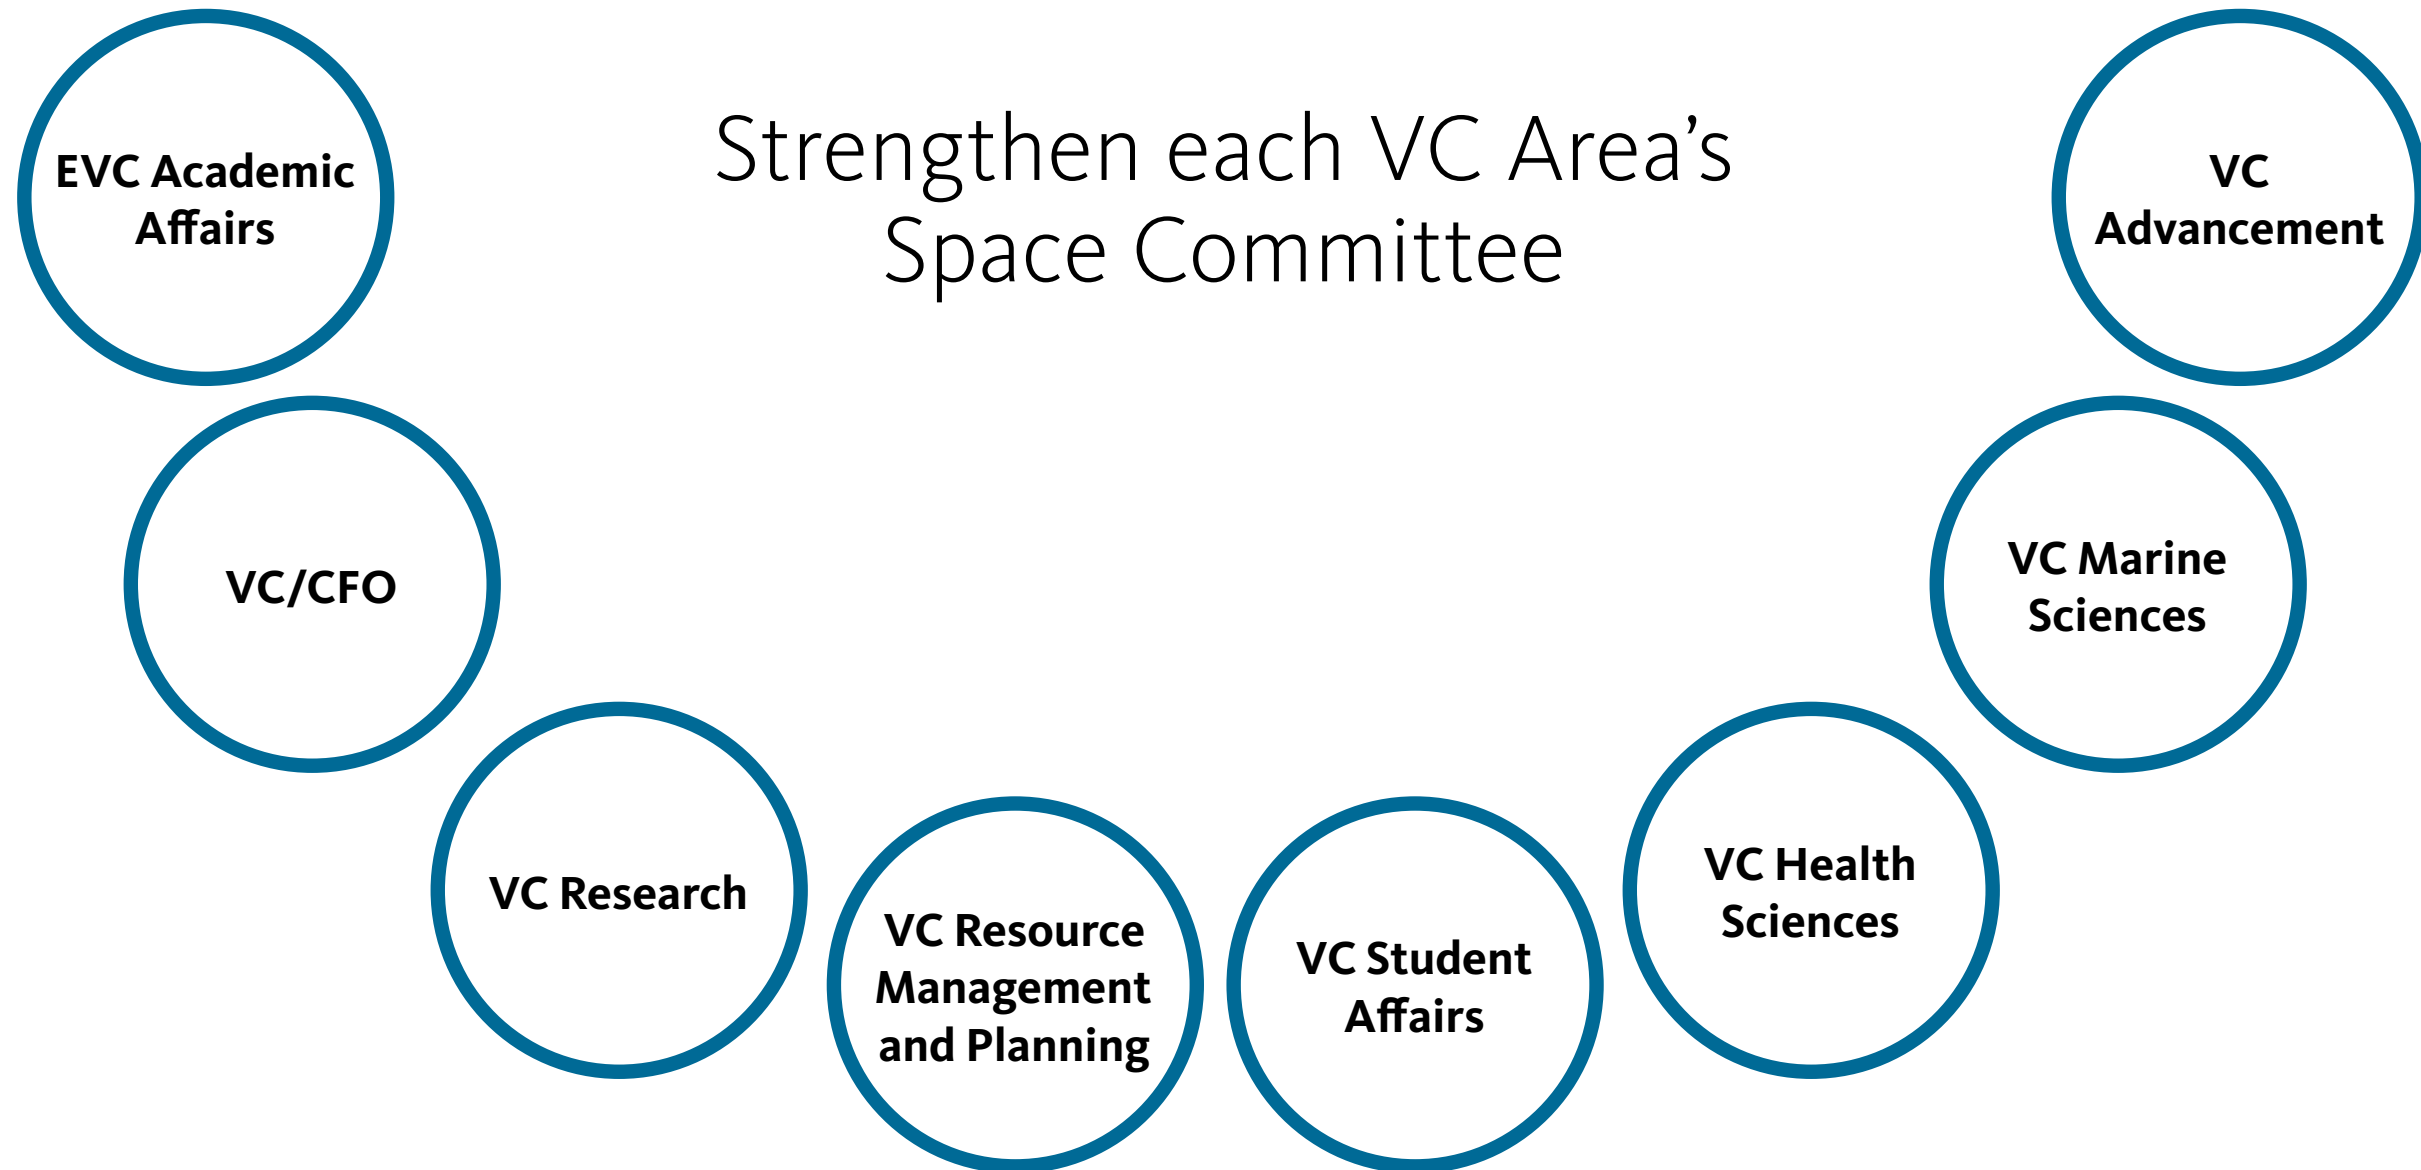 Strengthen each VC Area’s
Space Committee
EVC Academic
Affairs
VC/CFO
VC Research
VC Resource
Management
and Planning
VC Student
Affairs
VC Health
Sciences
VC Marine
Sciences
VC
Advancement